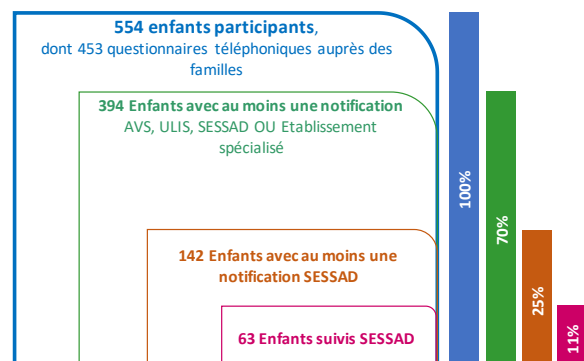 554 enfants participants,
dont 453 questionnaires téléphoniques auprès des
familles
394 Enfants avec au moins une notification
AVS, ULIS, SESSAD OU Etablissement
spécialisé
142 Enfants avec au moins une
notification SESSAD
63 Enfants suivis SESSAD
100%
70%
25%
11%